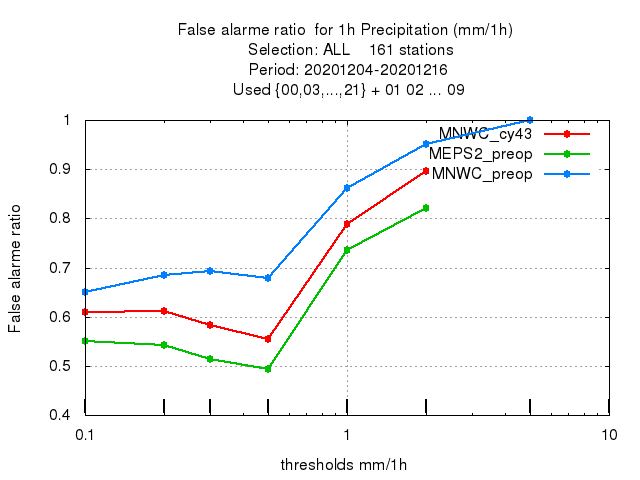 False alarme ratio  for 1h Precipitation (mm/1h)
Selection: ALL    161 stations
Period: 20201204-20201216
Used {00,03,...,21} + 01 02 ... 09
1
MNWC_cy43
MEPS2_preop
MNWC_preop
0.9
0.8
0.7
0.6
0.5
0.4
False alarme ratio
0.1
1
10
thresholds mm/1h